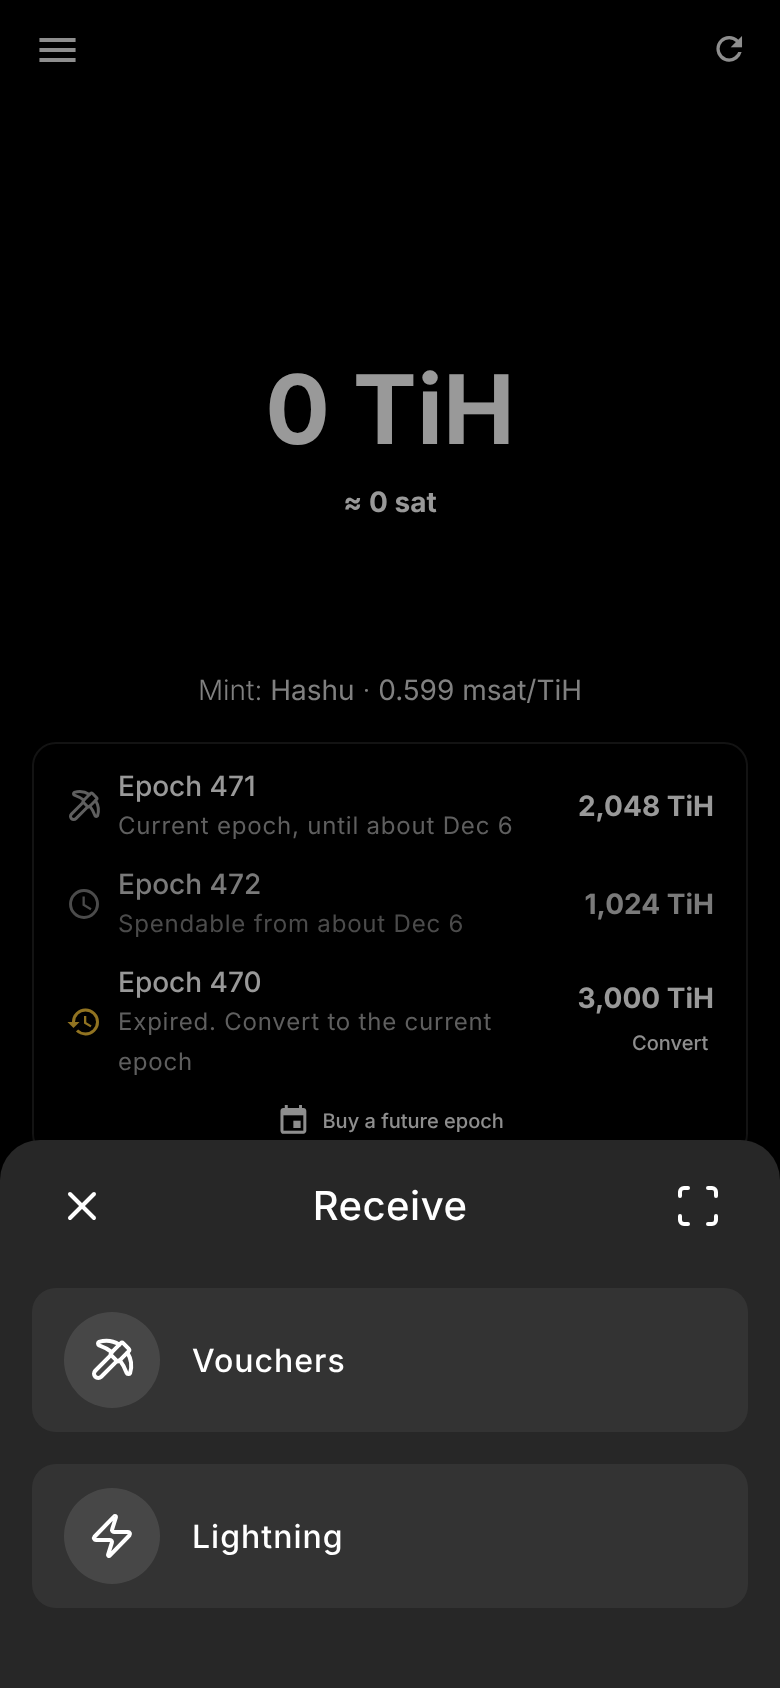 0 TiH
≈ 0 sat
Mint: Hashu · 0.599 msat/TiH
Epoch 471
Current epoch, until about Dec 6
2,048 TiH
Epoch 472
Spendable from about Dec 6
1,024 TiH
Epoch 470
Expired. Convert to the current
epoch
3,000 TiH
Convert
Buy a future epoch
Receive
Vouchers
Lightning